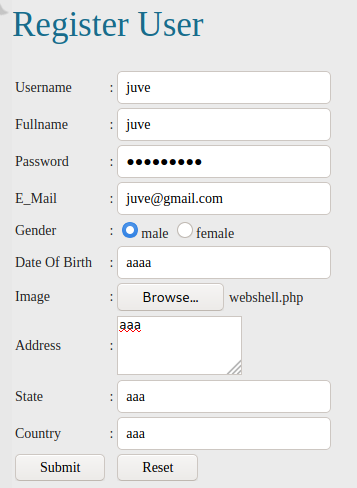 Register User
Username : juve
Fullname : juve
Password : ●●●●●●●●●
E_Mail : juve@gmail.com
Gender : male female
Date Of Birth : aaaa
Image : Browse... webshell.php
Address : aaa
State : aaa
Country : aaa
Submit Reset